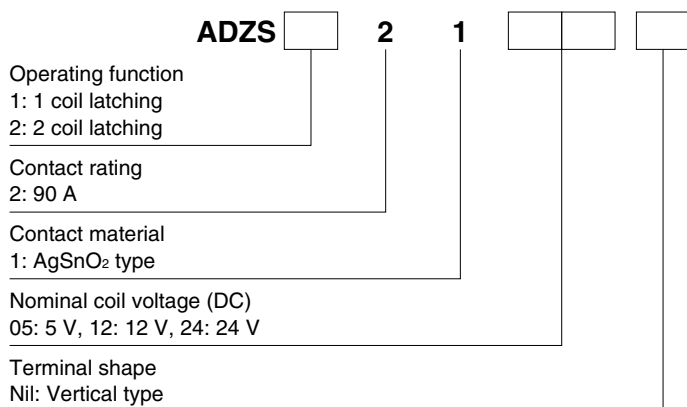 ADZS 2 1
Operating function
1: 1 coil latching
2: 2 coil latching
Contact rating
2: 90 A
Contact material
1: AgSnO₂ type
Nominal coil voltage (DC)
05: 5 V, 12: 12 V, 24: 24 V
Terminal shape
Nil: Vertical type